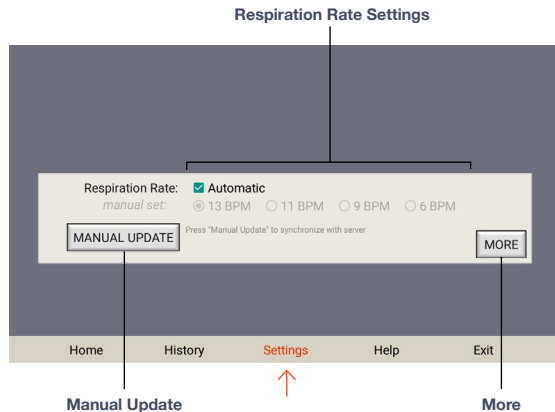 Respiration Rate Settings
Respiration Rate: Automatic
manual set: 13 BPM 11 BPM 9 BPM 6 BPM
MANUAL UPDATE
Press "Manual Update" to synchronize with server
MORE
Home History Settings Help Exit
Manual Update More